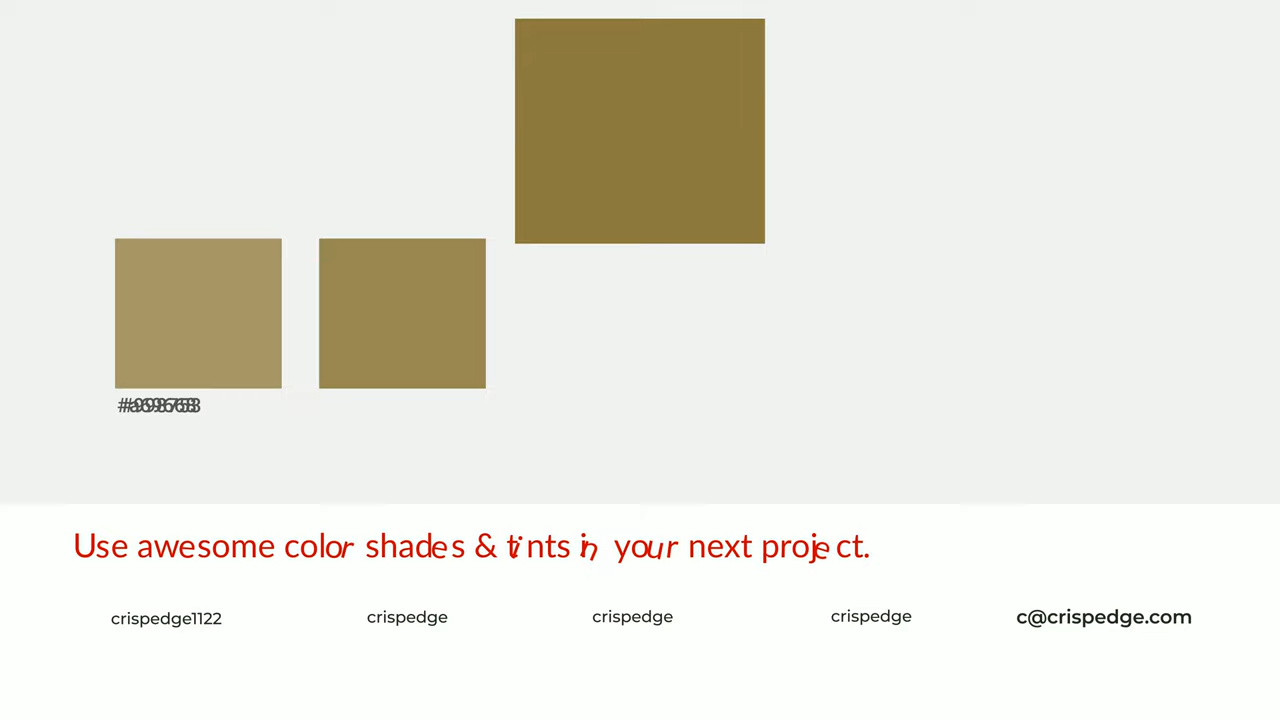 Use awesome color shades & tints in your next project.
crispedge1122 crispedge crispedge crispedge c@crispedge.com